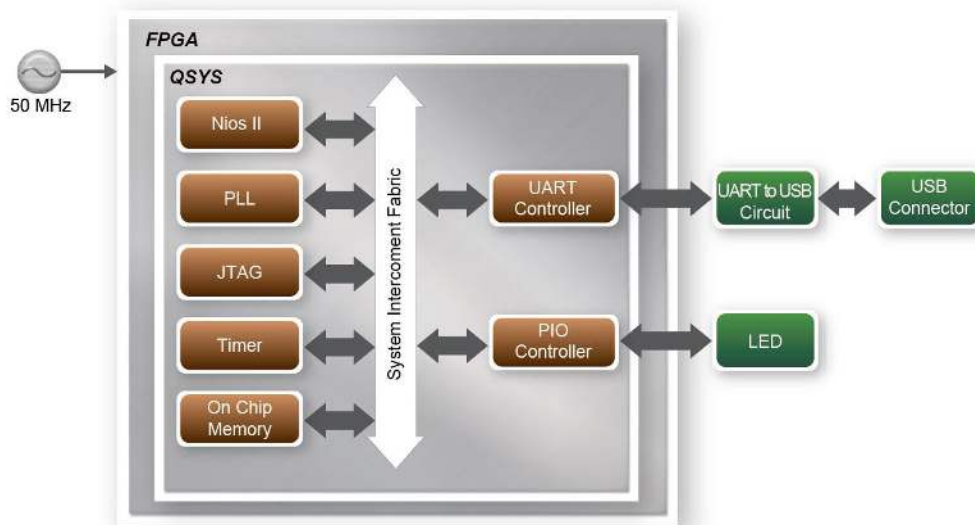 FPGA
QSYS
50 MHz
Nios II
PLL
JTAG
Timer
On Chip
Memory
System Intercoment Fabric
UART
Controller
PIO
Controller
UART to USB
Circuit
USB
Connector
LED